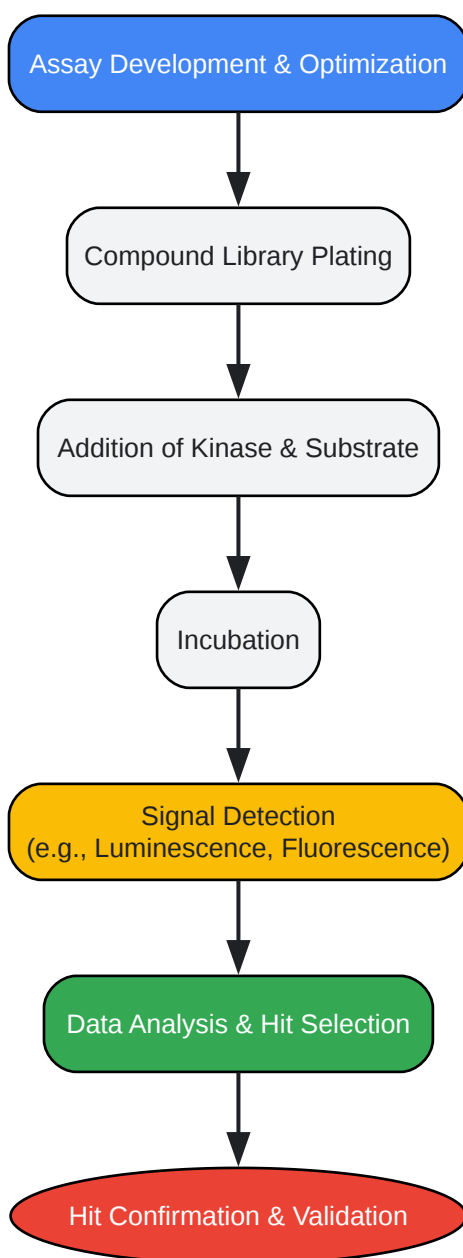 Assay Development & Optimization
Compound Library Plating
Addition of Kinase & Substrate
Incubation
Signal Detection
(e.g., Luminescence, Fluorescence)
Data Analysis & Hit Selection
Hit Confirmation & Validation